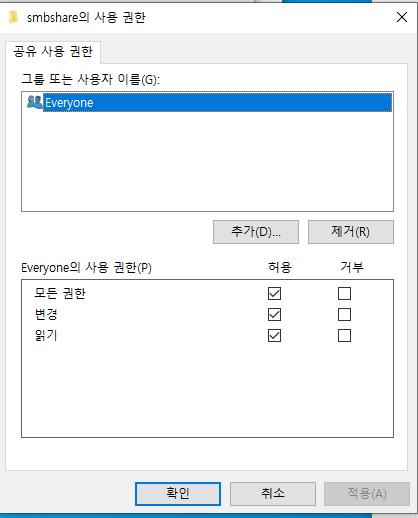 smbshare의 사용 권한
공유 사용 권한
그룹 또는 사용자 이름(G):
Everyone
추가(D)...
제거(R)
Everyone의 사용 권한(P) 허용 거부
모든 권한
변경
읽기
확인
취소
적용(A)